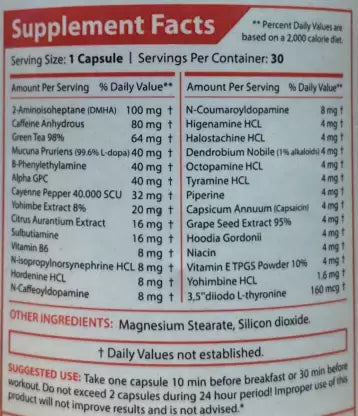 Supplement Facts
** Percent Daily Values are
based on a 2,000 calorie diet.
Serving Size: 1 Capsule | Servings Per Container: 30
Amount Per Serving % Daily Value**
2-Aminoisoheptane (DMHA) 100 mg †
Caffeine Anhydrous 80 mg †
Green Tea 98% 64 mg †
Mucuna Pruriens (99.6% L-dopa) 40 mg †
B-Phenylethylamine 40 mg †
Alpha GPC 40 mg †
Cayenne Pepper 40.000 SCU 32 mg †
Yohimbe Extract 8% 20 mg †
Citrus Aurantium Extract 16 mg †
Sulbutiamine 16 mg †
Vitamin B6 8 mg †
N-isopropylnorsynephrine HCL 8 mg †
Hordenine HCL 8 mg †
N-Caffeoyldopamine 8 mg †
Amount Per Serving % Daily Value**
N-Coumaroyldopamine 8 mg †
Higenamine HCL 4 mg †
Halostachine HCL 4 mg †
Dendrobium Nobile (1% alkaloids) 4 mg †
Octopamine HCL 4 mg †
Tyramine HCL 4 mg †
Piperine 4 mg †
Capsicum Annuum (Capsaicin) 4 mg †
Grape Seed Extract 95% 4 mg †
Hoodia Gordonii 4 mg †
Niacin 4 mg †
Vitamin E TPGS Powder 10% 4 mg †
Yohimbine HCL 1,6 mg †
3,5"diiodo L-thyronine 160 mcg †
OTHER INGREDIENTS: Magnesium Stearate, Silicon dioxide.
† Daily Values not established.
SUGGESTED USE: Take one capsule 10 min before breakfast or 30 min before
workout. Do not exceed 2 capsules during 24 hour period! Improper use of this
product will not improve results and is not advised.*